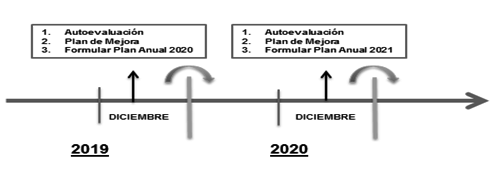 1. Autoevaluación
2. Plan de Mejora
3. Formular Plan Anual 2020
1. Autoevaluación
2. Plan de Mejora
3. Formular Plan Anual 2021
DICIEMBRE
DICIEMBRE
2019
2020